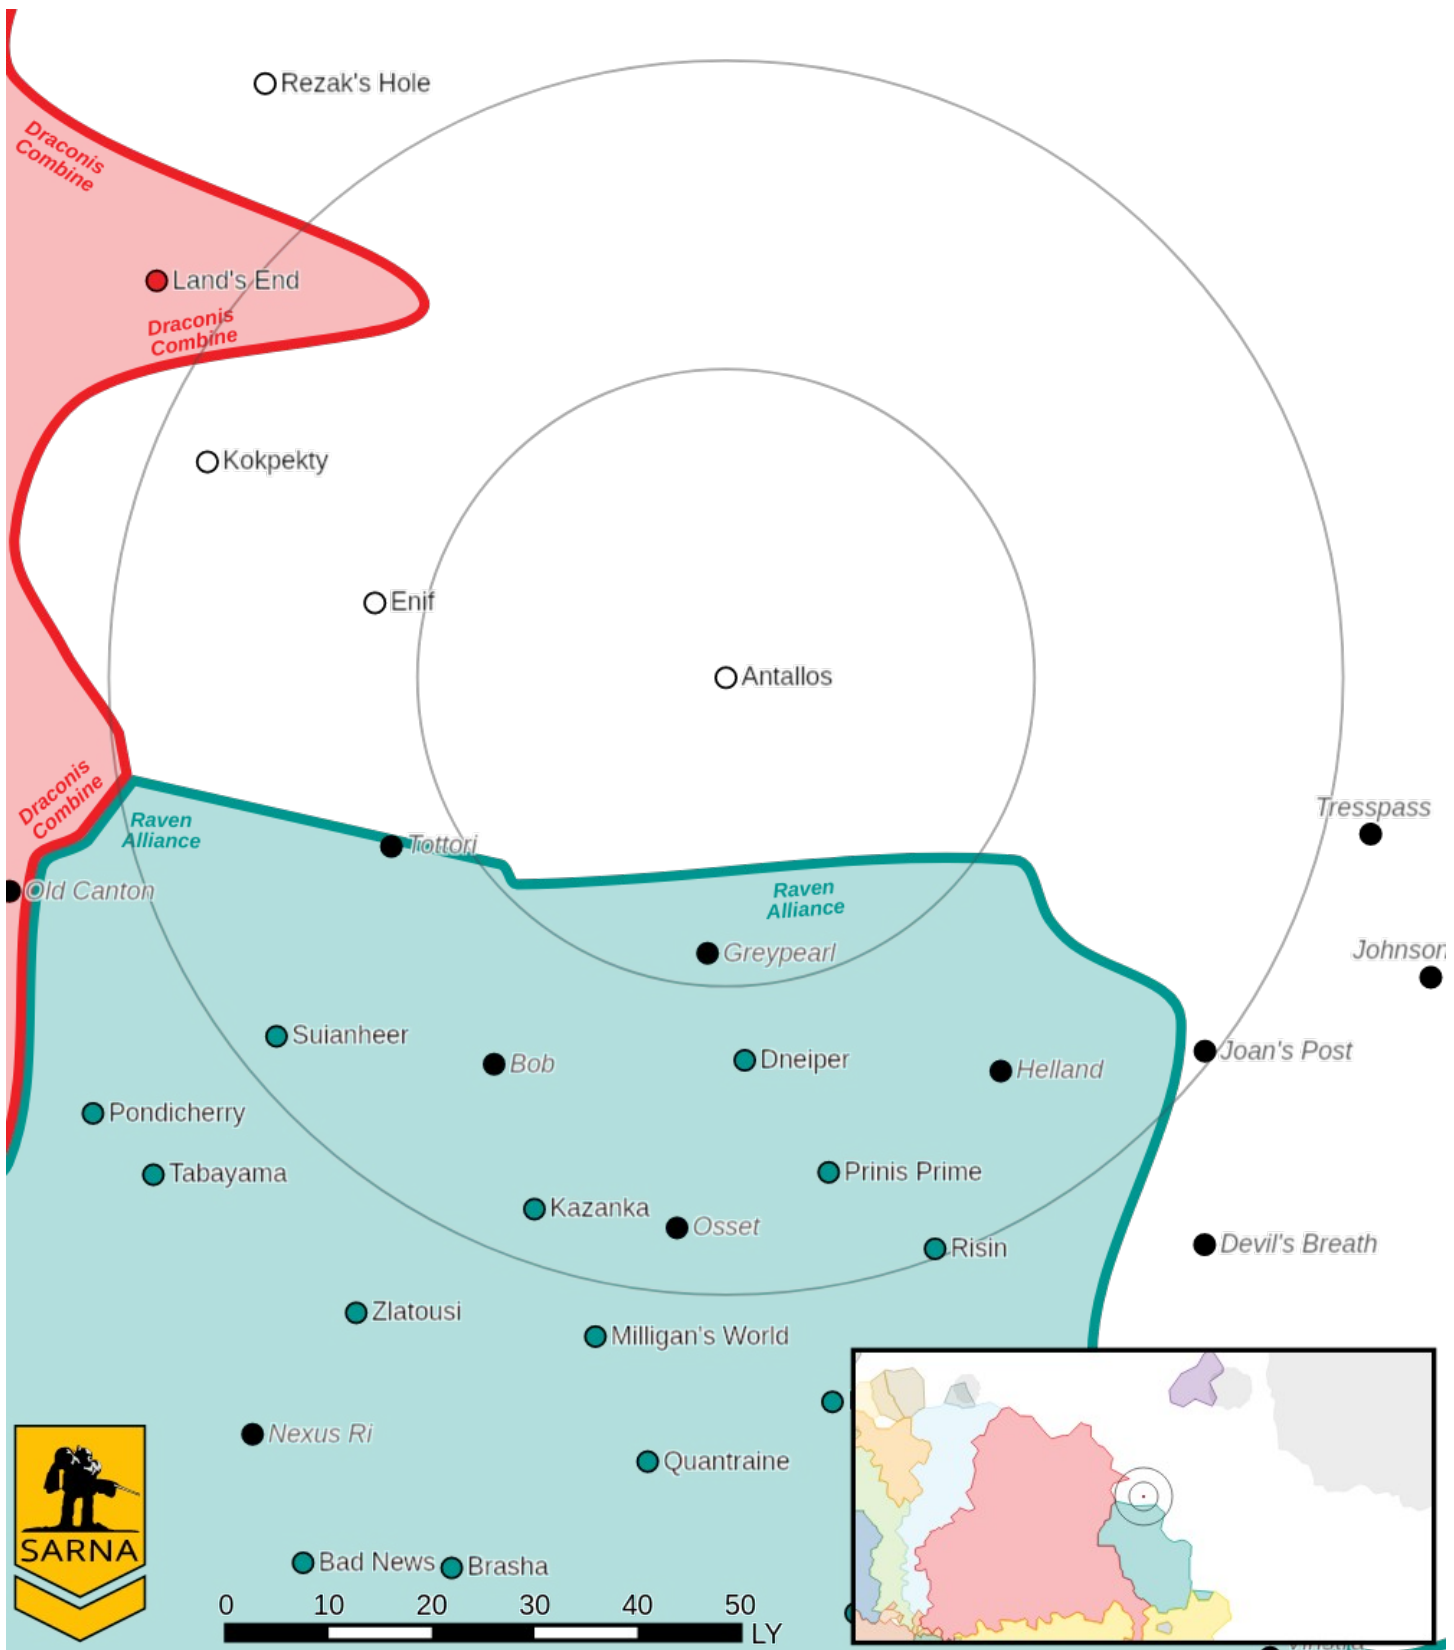 Rezak's Hole
Draconis
Combine
Land's End
Draconis
Combine
Kokpekty
Enif
Antallos
Draconis
Combine
Raven
Alliance
Tottori
Tresspass
Old Canton
Raven
Alliance
Greypearl
Johnson
Suianheer
Bob
Dneiper
Helland
Joan's Post
Pondicherry
Tabayama
Prinis Prime
Kazanka
Osset
Risin
Devil's Breath
Zlatousi
Milligan's World
Nexus Ri
Quantraine
SARNA
Bad News
Brasha
0 10 20 30 40 50
LY